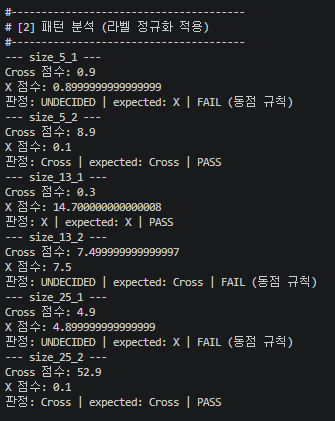 #---------------------------------------
# [2] 패턴 분석 (라벨 정규화 적용)
#---------------------------------------
--- size_5_1 ---
Cross 점수: 0.9
X 점수: 0.8999999999999999
판정: UNDECIDED | expected: X | FAIL (동점 규칙)
--- size_5_2 ---
Cross 점수: 8.9
X 점수: 0.1
판정: Cross | expected: Cross | PASS
--- size_13_1 ---
Cross 점수: 0.3
X 점수: 14.700000000000008
판정: X | expected: X | PASS
--- size_13_2 ---
Cross 점수: 7.499999999999997
X 점수: 7.5
판정: UNDECIDED | expected: Cross | FAIL (동점 규칙)
--- size_25_1 ---
Cross 점수: 4.9
X 점수: 4.899999999999999
판정: UNDECIDED | expected: X | FAIL (동점 규칙)
--- size_25_2 ---
Cross 점수: 52.9
X 점수: 0.1
판정: Cross | expected: Cross | PASS